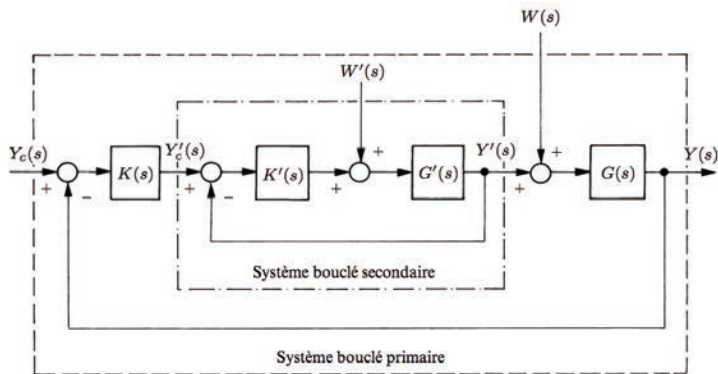 W(s)
W'(s)
Y_c(s)
K(s)
Y'_c(s)
K'(s)
G'(s)
Y'(s)
G(s)
Y(s)
+
−
+
−
+
+
+
+
Système bouclé secondaire
Système bouclé primaire